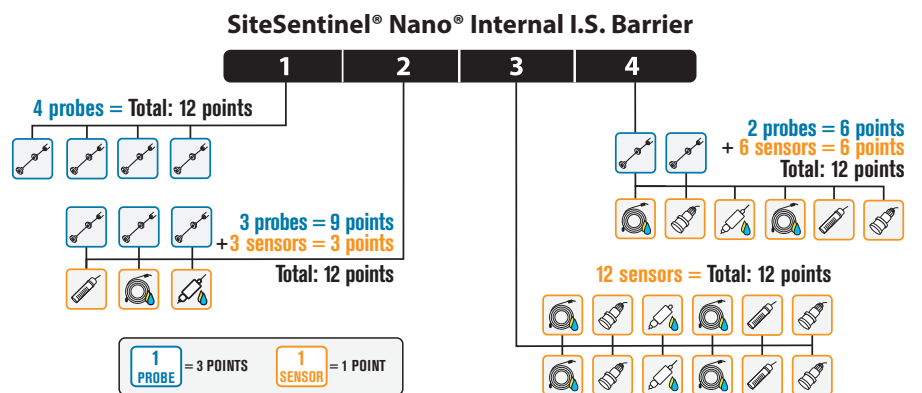 SiteSentinel® Nano® Internal I.S. Barrier
1 2 3 4
4 probes = Total: 12 points
2 probes = 6 points
+ 6 sensors = 6 points
Total: 12 points
3 probes = 9 points
+3 sensors = 3 points
Total: 12 points
12 sensors = Total: 12 points
1
PROBE
= 3 POINTS
1
SENSOR
= 1 POINT